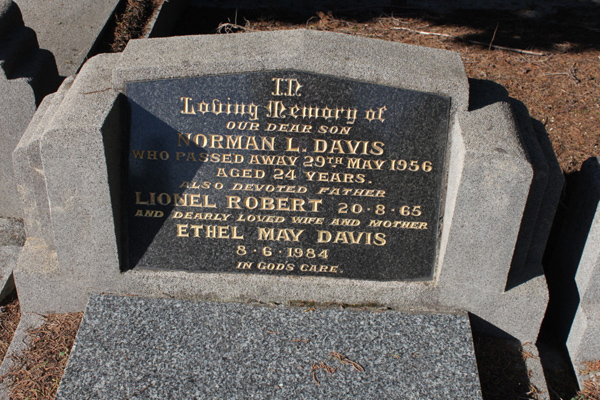 In
Loving Memory of
OUR DEAR SON
NORMAN L. DAVIS
WHO PASSED AWAY 29TH MAY 1956
AGED 24 YEARS.
ALSO DEVOTED FATHER
LIONEL ROBERT 20-8-65
AND DEARLY LOVED WIFE AND MOTHER
ETHEL MAY DAVIS
8-6-1984
IN GODS CARE.